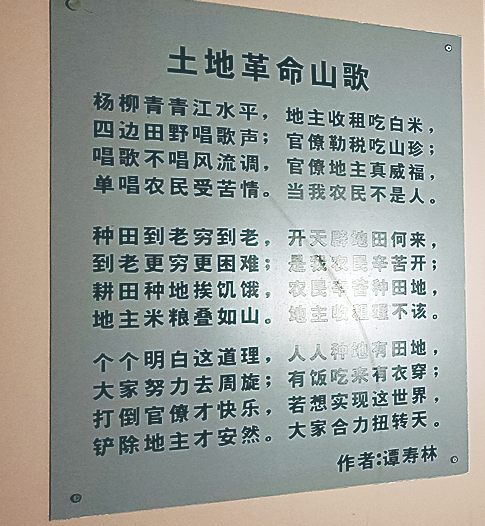 土地革命山歌
杨柳青青江水平，地主收租吃白米，
四边田野唱歌声；官僚勒税吃山珍；
唱歌不唱风流调，官僚地主真威福，
单唱农民受苦情。当我农民不是人。
种田到老穷到老，开天辟地田何来，
到老更穷更困难；是我农民辛苦开；
耕田种地挨饥饿，农民辛苦种田地，
地主米粮叠如山。地主收租理不该。
个个明白这道理，人人种地有田地，
大家努力去周旋；有饭吃来有衣穿；
打倒官僚才快乐，若想实现这世界，
铲除地主才安然。大家合力扭转天。
作者：谭寿林